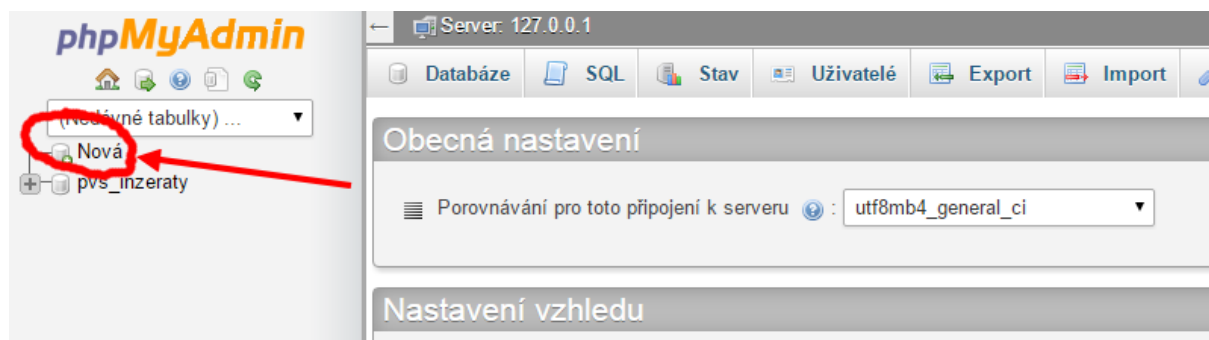 phpMyAdmin
(Nedávné tabulky) ...
Nová
pvs_inzeraty
Server: 127.0.0.1
Databáze SQL Stav Uživatelé Export Import
Obecná nastavení
Porovnávání pro toto připojení k serveru : utf8mb4_general_ci
Nastavení vzhledu